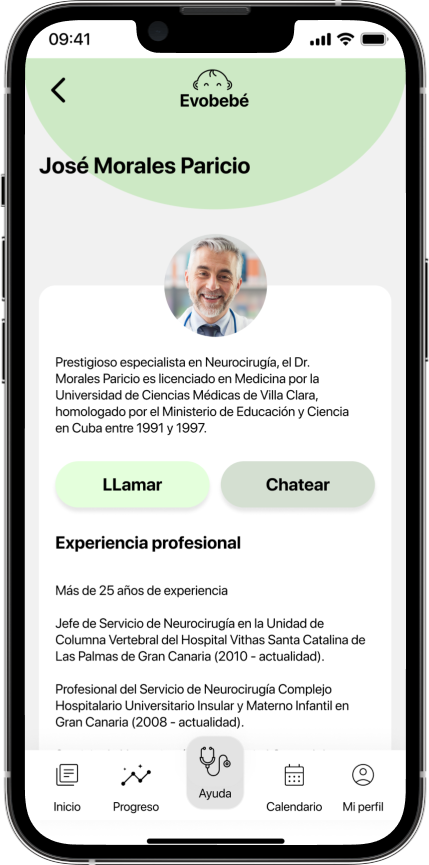 09:41
Evobebé
José Morales Paricio
Prestigioso especialista en Neurocirugía, el Dr.
Morales Paricio es licenciado en Medicina por la
Universidad de Ciencias Médicas de Villa Clara,
homologado por el Ministerio de Educación y Ciencia
en Cuba entre 1991 y 1997.
LLamar
Chatear
Experiencia profesional
Más de 25 años de experiencia
Jefe de Servicio de Neurocirugía en la Unidad de
Columna Vertebral del Hospital Vithas Santa Catalina de
Las Palmas de Gran Canaria (2010 - actualidad).
Profesional del Servicio de Neurocirugía Complejo
Hospitalario Universitario Insular y Materno Infantil en
Gran Canaria (2008 - actualidad).
Inicio
Progreso
Ayuda
Calendario
Mi perfil